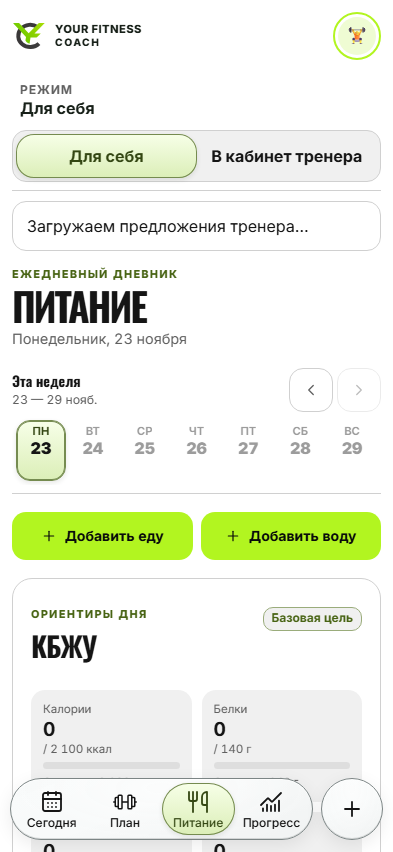 YOUR FITNESS
COACH
РЕЖИМ
Для себя
Для себя
В кабинет тренера
Загружаем предложения тренера...
ЕЖЕДНЕВНЫЙ ДНЕВНИК
ПИТАНИЕ
Понедельник, 23 ноября
Эта неделя
23 — 29 нояб.
ПН ВТ СР ЧТ ПТ СБ ВС
23 24 25 26 27 28 29
+ Добавить еду
+ Добавить воду
ОРИЕНТИРЫ ДНЯ
Базовая цель
КБЖУ
Калории
0
/ 2 100 ккал
Белки
0
/ 140 г
Сегодня
План
Питание
Прогресс
+
0
0